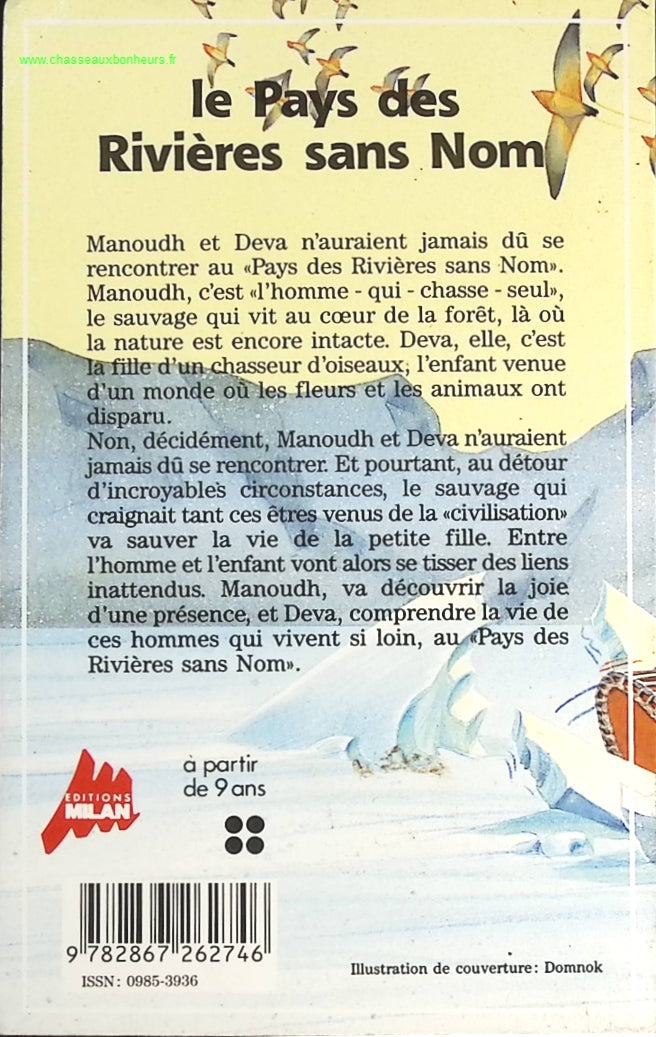 www.chasseauxbonheurs.fr
le Pays des
Rivières sans Nom
Manoudh et Deva n'auraient jamais dû se
rencontrer au «Pays des Rivières sans Nom».
Manoudh, c'est «l'homme - qui - chasse - seul»,
le sauvage qui vit au cœur de la forêt, là où
la nature est encore intacte. Deva, elle, c'est
la fille d'un chasseur d'oiseaux, l'enfant venue
d'un monde où les fleurs et les animaux ont
disparu.
Non, décidément, Manoudh et Deva n'auraient
jamais dû se rencontrer. Et pourtant, au détour
d'incroyables circonstances, le sauvage qui
craignait tant ces êtres venus de la «civilisation»
va sauver la vie de la petite fille. Entre
l'homme et l'enfant vont alors se tisser des liens
inattendus. Manoudh, va découvrir la joie
d'une présence, et Deva, comprendre la vie de
ces hommes qui vivent si loin, au «Pays des
Rivières sans Nom».
EDITIONS
MILAN
à partir
de 9 ans
9 782867 262746
ISSN: 0985-3936
Illustration de couverture: Domnok